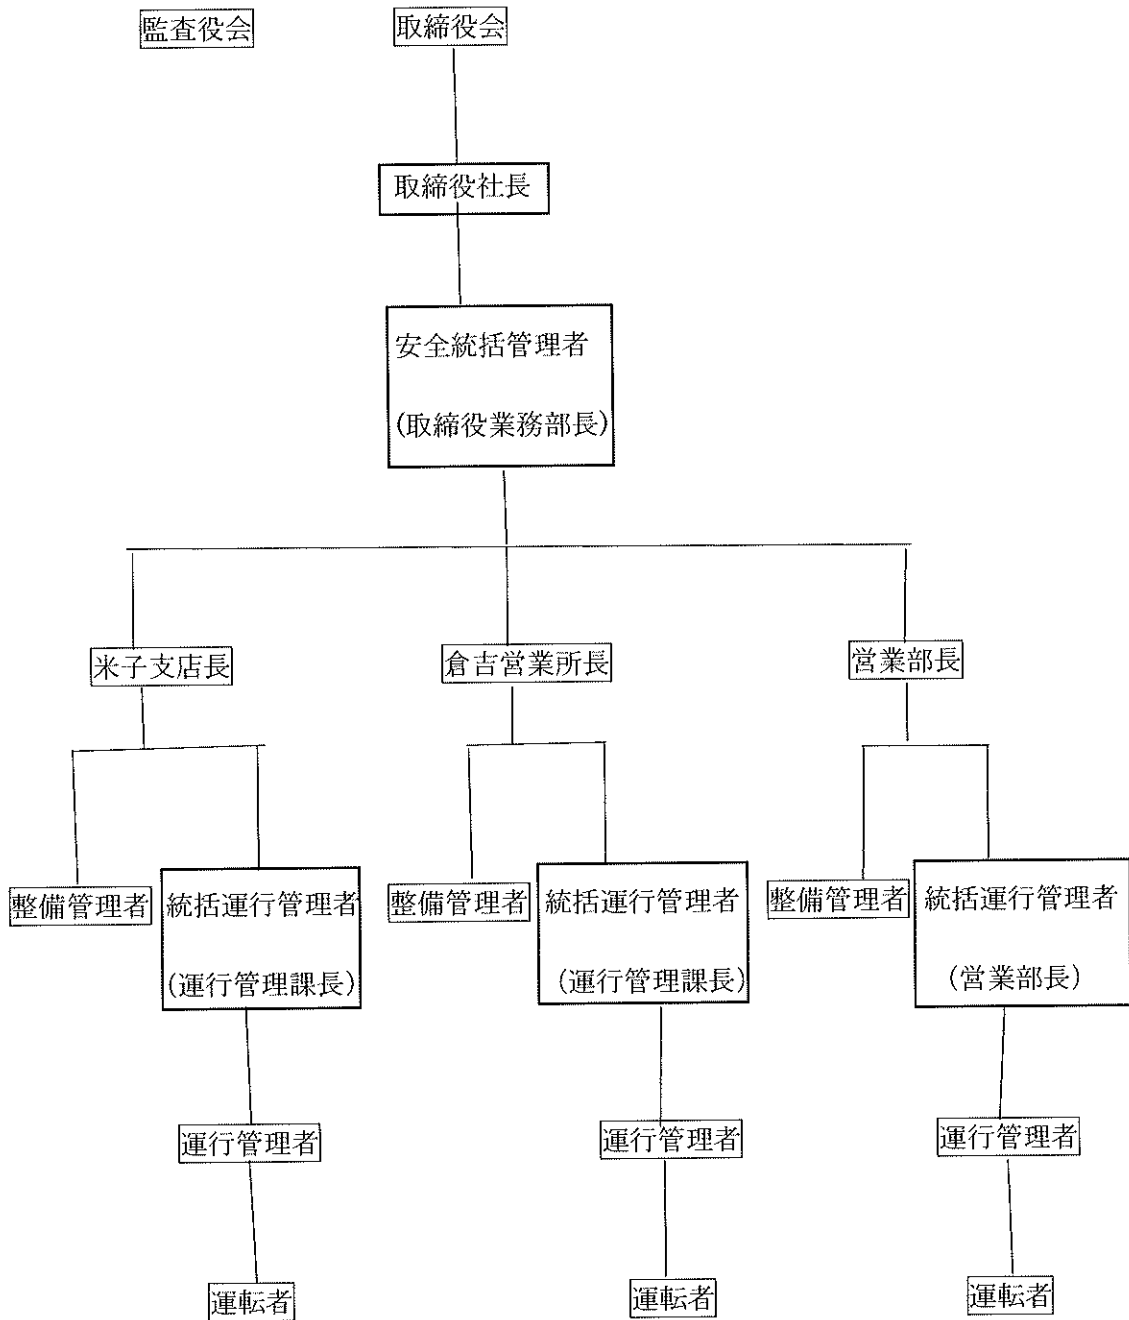 監査役会
取締役会
取締役社長
安全統括管理者
(取締役業務部長)
米子支店長
倉吉営業所長
営業部長
整備管理者
統括運行管理者
(運行管理課長)
整備管理者
統括運行管理者
(運行管理課長)
整備管理者
統括運行管理者
(営業部長)
運行管理者
運行管理者
運行管理者
運転者
運転者
運転者